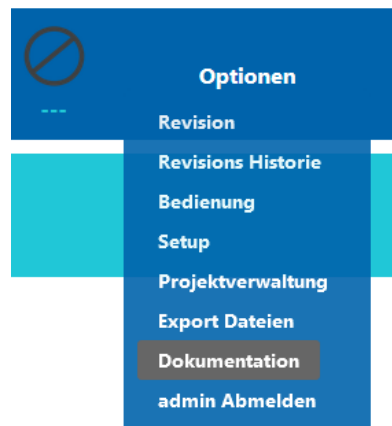 Optionen
---
Revision
Revisions Historie
Bedienung
Setup
Projektverwaltung
Export Dateien
Dokumentation
admin Abmelden